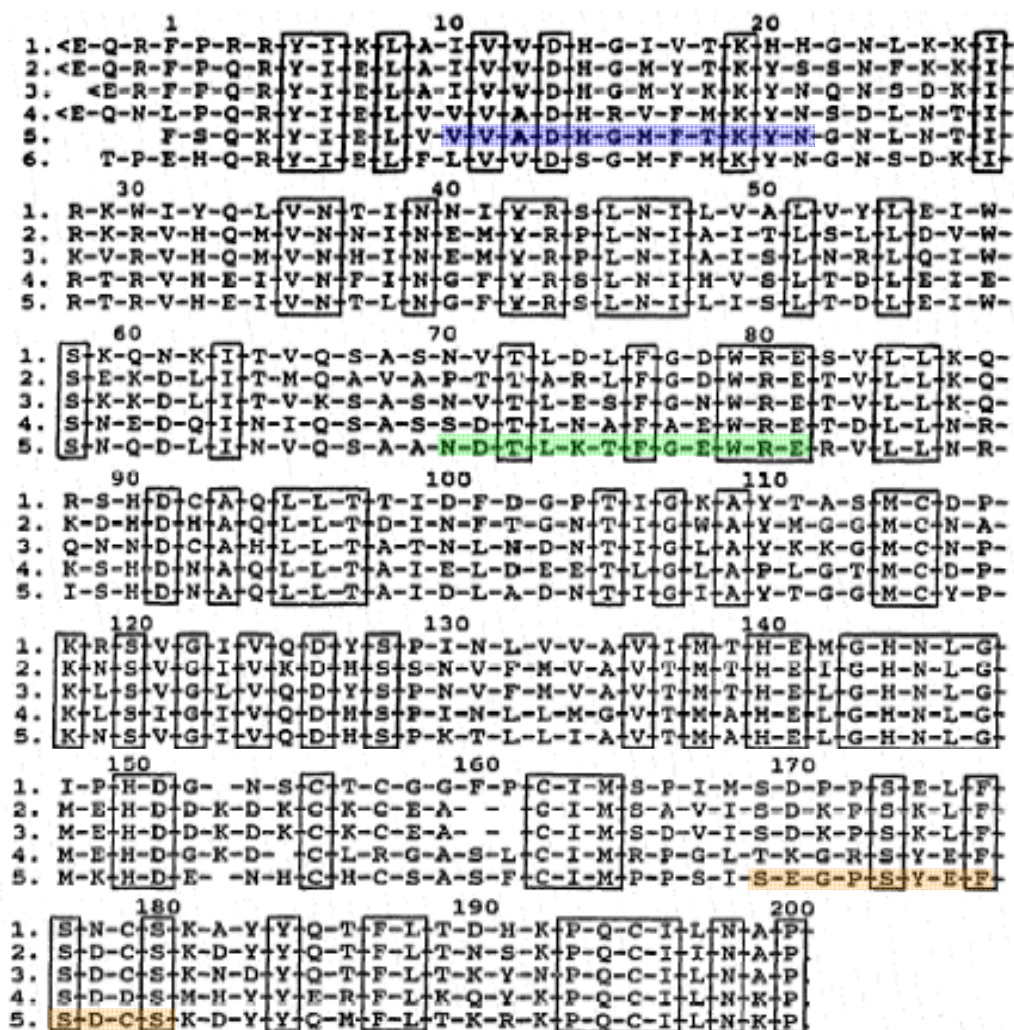 1 10 20
1. <E-Q-R-F-P-R-R-Y-I-K-L-A-I-V-V-D-H-G-I-V-T-K-H-H-G-N-L-K-K-I-
2. <E-Q-R-F-P-Q-R-Y-I-E-L-A-I-V-V-D-H-G-M-Y-T-K-Y-S-S-N-F-K-K-I-
3. <E-R-F-P-Q-R-Y-I-E-L-A-I-V-V-D-H-G-M-Y-K-K-Y-N-Q-N-S-D-K-I-
4. <E-Q-N-L-P-Q-R-Y-I-E-L-V-V-V-A-D-H-R-V-F-M-K-Y-N-S-D-L-N-T-I-
5. F-S-Q-K-Y-I-E-L-V-V-V-A-D-H-G-M-F-T-K-Y-N-G-N-L-N-T-I-
6. T-P-E-H-Q-R-Y-I-E-L-F-L-V-V-D-S-G-M-F-M-K-Y-N-G-N-S-D-K-I-
30 40 50
1. R-K-W-I-Y-Q-L-V-N-T-I-N-N-I-Y-R-S-L-N-I-L-V-A-L-V-Y-L-E-I-W-
2. R-K-R-V-H-Q-M-V-N-N-I-N-E-M-Y-R-P-L-N-I-A-I-T-L-S-L-L-D-V-W-
3. K-V-R-V-H-Q-M-V-N-H-I-N-E-M-Y-R-P-L-N-I-A-I-S-L-N-R-L-Q-I-W-
4. R-T-R-V-H-E-I-V-N-F-I-N-G-F-Y-R-S-L-N-I-H-V-S-L-T-D-L-E-I-E-
5. R-T-R-V-H-E-I-V-N-T-L-N-G-F-Y-R-S-L-N-I-L-I-S-L-T-D-L-E-I-W-
60 70 80
1. S-K-Q-N-K-I-T-V-Q-S-A-S-N-V-T-L-D-L-F-G-D-W-R-E-S-V-L-L-K-Q-
2. S-E-K-D-L-I-T-M-Q-A-V-A-P-T-T-A-R-L-F-G-D-W-R-E-T-V-L-L-K-Q-
3. S-K-K-D-L-I-T-V-K-S-A-S-N-V-T-L-E-S-F-G-N-W-R-E-T-V-L-L-K-Q-
4. S-N-E-D-Q-I-N-I-Q-S-A-S-S-D-T-L-N-A-F-A-E-W-R-E-T-D-L-L-N-R-
5. S-N-Q-D-L-I-N-V-Q-S-A-A-N-D-T-L-K-T-F-G-E-W-R-E-R-V-L-L-N-R-
90 100 110
1. R-S-H-D-C-A-Q-L-L-T-T-I-D-F-D-G-P-T-I-G-K-A-Y-T-A-S-M-C-D-P-
2. K-D-H-D-H-A-Q-L-L-T-D-I-N-F-T-G-N-T-I-G-W-A-Y-M-G-G-M-C-N-A-
3. Q-N-N-D-C-A-H-L-L-T-A-T-N-L-N-D-N-T-I-G-L-A-Y-K-K-G-M-C-N-P-
4. K-S-H-D-N-A-Q-L-L-T-A-I-E-L-D-E-E-T-L-G-L-A-P-L-G-T-M-C-D-P-
5. I-S-H-D-N-A-Q-L-L-T-A-I-D-L-A-D-N-T-I-G-I-A-Y-T-G-G-M-C-Y-P-
120 130 140
1. K-R-S-V-G-I-V-Q-D-Y-S-P-I-N-L-V-V-A-V-I-M-T-H-E-M-G-H-N-L-G-
2. K-N-S-V-G-I-V-K-D-H-S-S-N-V-F-M-V-A-V-T-M-T-H-E-I-G-H-N-L-G-
3. K-L-S-V-G-L-V-Q-D-Y-S-P-N-V-F-M-V-A-V-T-M-T-H-E-L-G-H-N-L-G-
4. K-L-S-I-G-I-V-Q-D-H-S-P-I-N-L-L-M-G-V-T-M-A-H-E-L-G-H-N-L-G-
5. K-N-S-V-G-I-V-Q-D-H-S-P-K-T-L-L-I-A-V-T-M-A-H-E-L-G-H-N-L-G-
150 160 170
1. I-P-H-D-G- -N-S-C-T-C-G-G-F-P-C-I-M-S-P-I-M-S-D-P-P-S-E-L-F-
2. M-E-H-D-D-K-D-K-C-K-C-E-A- - -C-I-M-S-A-V-I-S-D-K-P-S-K-L-F-
3. M-E-H-D-D-K-D-K-C-K-C-E-A- - -C-I-M-S-D-V-I-S-D-K-P-S-K-L-F-
4. M-E-H-D-G-K-D- -C-L-R-G-A-S-L-C-I-M-R-P-G-L-T-K-G-R-S-Y-E-F-
5. M-K-H-D-E- -N-H-C-H-C-S-A-S-F-C-I-M-P-P-S-I-S-E-G-P-S-Y-E-F-
180 190 200
1. S-N-C-S-K-A-Y-Y-Q-T-F-L-T-D-H-K-P-Q-C-I-L-N-A-P
2. S-D-C-S-K-D-Y-Y-Q-T-F-L-T-N-S-K-P-Q-C-I-I-N-A-P
3. S-D-C-S-K-N-D-Y-Q-T-F-L-T-K-Y-N-P-Q-C-I-L-N-A-P
4. S-D-D-S-M-H-Y-Y-E-R-F-L-K-Q-Y-K-P-Q-C-I-L-N-K-P
5. S-D-C-S-K-D-Y-Y-Q-M-F-L-T-K-R-K-P-Q-C-I-L-N-K-P